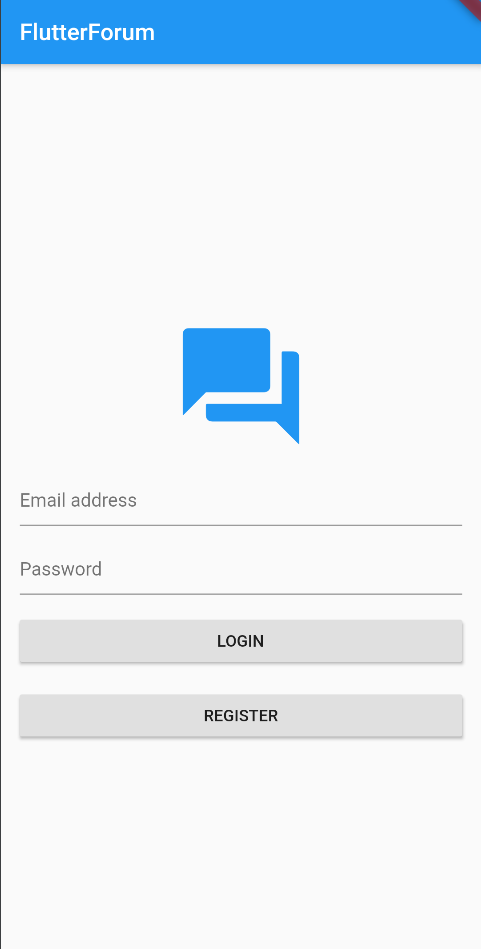 FlutterForum
Email address
Password
LOGIN
REGISTER